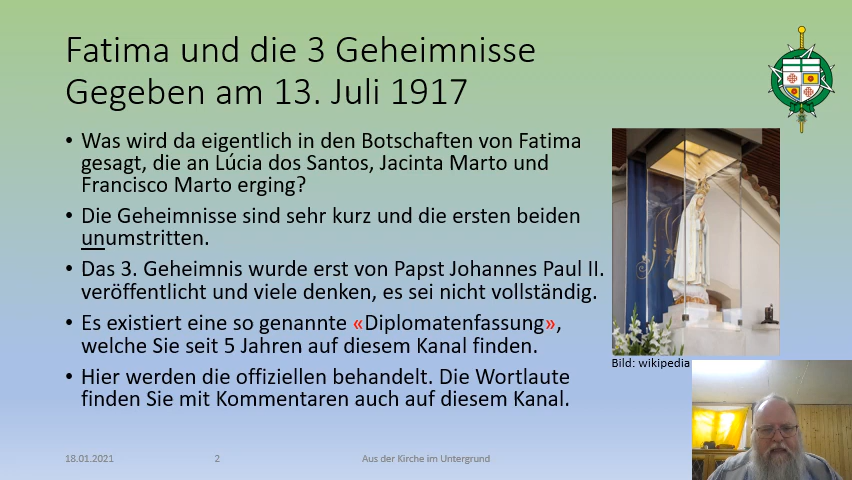 Fatima und die 3 Geheimnisse
Gegeben am 13. Juli 1917
• Was wird da eigentlich in den Botschaften von Fatima
gesagt, die an Lúcia dos Santos, Jacinta Marto und
Francisco Marto erging?
• Die Geheimnisse sind sehr kurz und die ersten beiden
unumstritten.
• Das 3. Geheimnis wurde erst von Papst Johannes Paul II.
veröffentlicht und viele denken, es sei nicht vollständig.
• Es existiert eine so genannte «Diplomatenfassung»,
welche Sie seit 5 Jahren auf diesem Kanal finden.
• Hier werden die offiziellen behandelt. Die Wortlaute
finden Sie mit Kommentaren auch auf diesem Kanal.
Bild: wikipedia
18.01.2021 2 Aus der Kirche im Untergrund